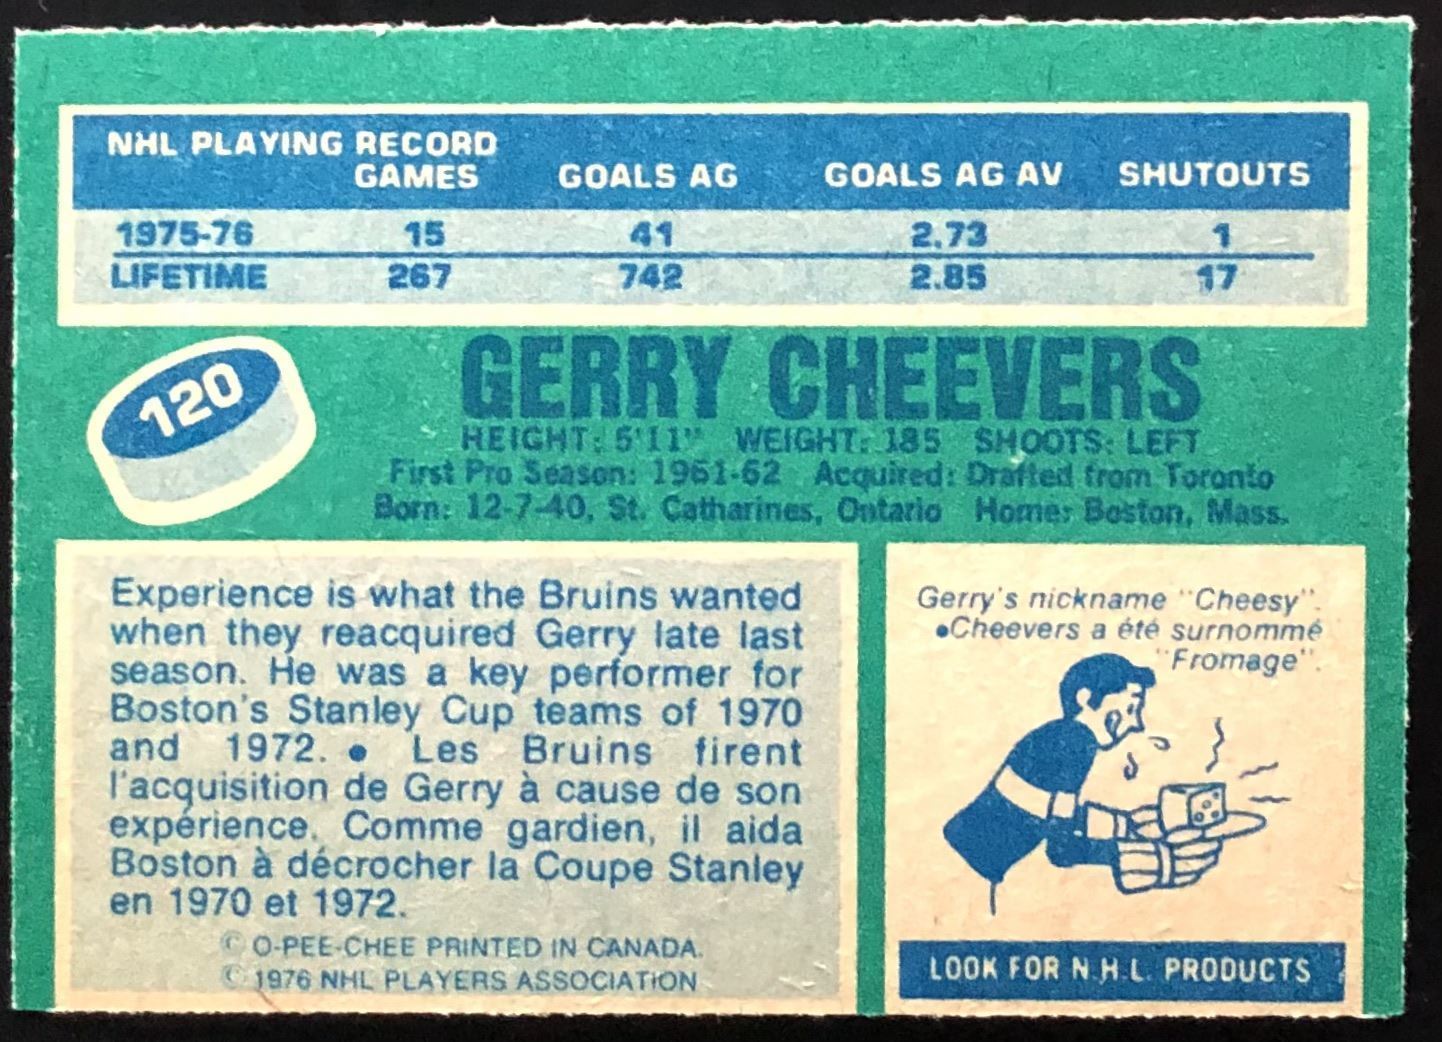 NHL PLAYING RECORD
GAMES GOALS AG GOALS AG AV SHUTOUTS
1975-76 15 41 2.73 1
LIFETIME 267 742 2.85 17
120
GERRY CHEEVERS
HEIGHT: 5'11" WEIGHT: 185 SHOOTS: LEFT
First Pro Season: 1961-62 Acquired: Drafted from Toronto
Born: 12-7-40, St. Catharines, Ontario Home: Boston, Mass.
Experience is what the Bruins wanted
when they reacquired Gerry late last
season. He was a key performer for
Boston's Stanley Cup teams of 1970
and 1972. • Les Bruins firent
l'acquisition de Gerry à cause de son
expérience. Comme gardien, il aida
Boston à décrocher la Coupe Stanley
en 1970 et 1972.
© O-PEE-CHEE PRINTED IN CANADA.
© 1976 NHL PLAYERS ASSOCIATION
Gerry's nickname "Cheesy".
•Cheevers a été surnommé
"Fromage".
LOOK FOR N.H.L. PRODUCTS